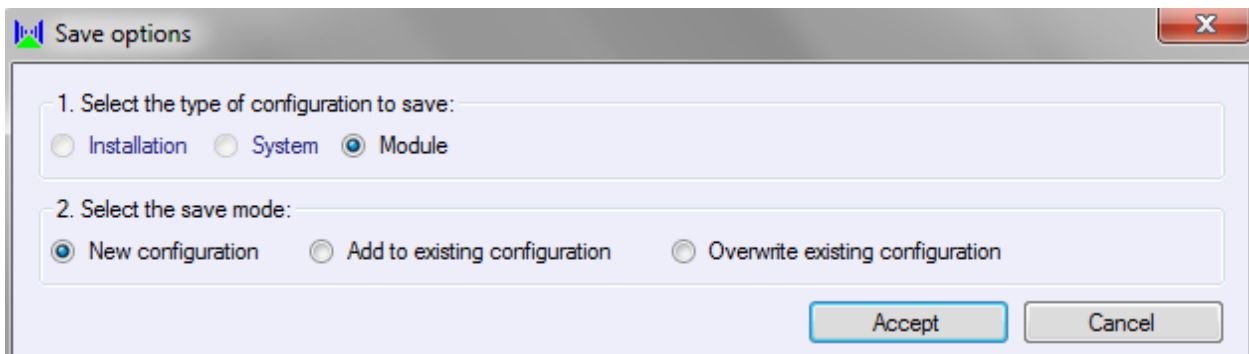 Save options
1. Select the type of configuration to save:
Installation System Module
2. Select the save mode:
New configuration Add to existing configuration Overwrite existing configuration
Accept Cancel